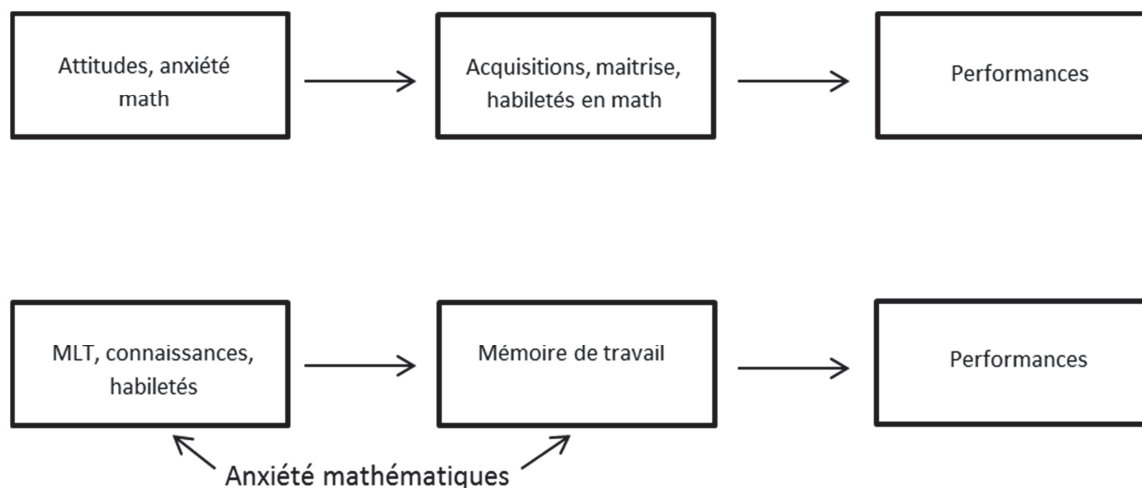 Attitudes, anxiété
math
Acquisitions, maitrise,
habiletés en math
Performances
MLT, connaissances,
habiletés
Mémoire de travail
Performances
Anxiété mathématiques